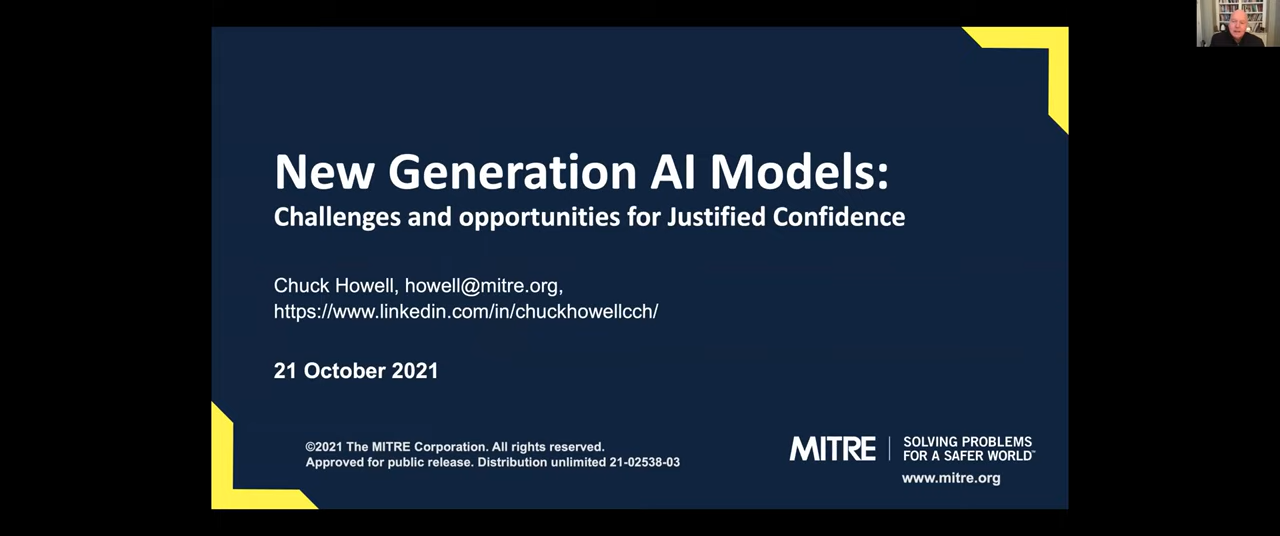 New Generation AI Models:
Challenges and opportunities for Justified Confidence
Chuck Howell, howell@mitre.org,
https://www.linkedin.com/in/chuckhowellcch/
21 October 2021
©2021 The MITRE Corporation. All rights reserved.
Approved for public release. Distribution unlimited 21-02538-03
MITRE
SOLVING PROBLEMS
FOR A SAFER WORLD™
www.mitre.org